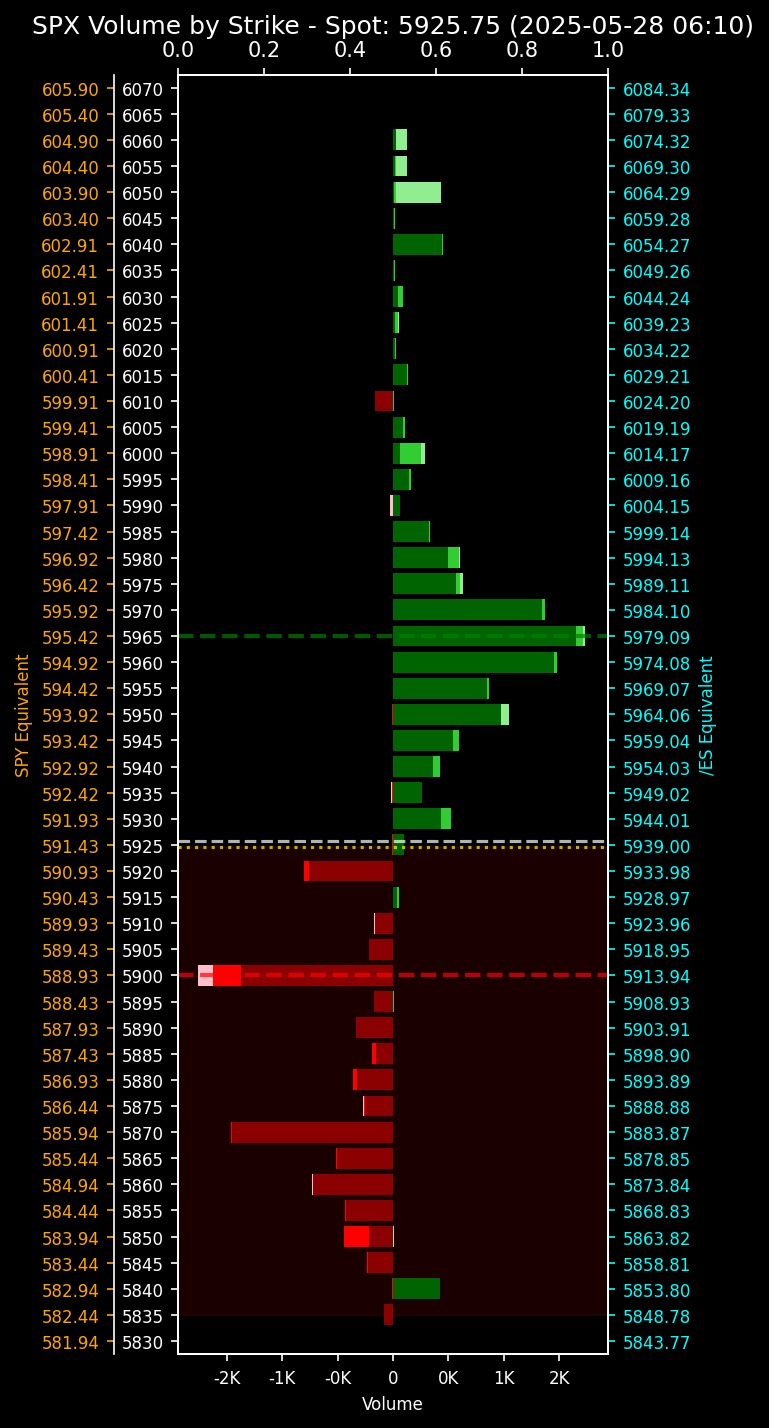 SPX Volume by Strike - Spot: 5925.75 (2025-05-28 06:10)
0.0 0.2 0.4 0.6 0.8 1.0
605.90 6070 6084.34
605.40 6065 6079.33
604.90 6060 6074.32
604.40 6055 6069.30
603.90 6050 6064.29
603.40 6045 6059.28
602.91 6040 6054.27
602.41 6035 6049.26
601.91 6030 6044.24
601.41 6025 6039.23
600.91 6020 6034.22
600.41 6015 6029.21
599.91 6010 6024.20
599.41 6005 6019.19
598.91 6000 6014.17
598.41 5995 6009.16
597.91 5990 6004.15
597.42 5985 5999.14
596.92 5980 5994.13
596.42 5975 5989.11
595.92 5970 5984.10
595.42 5965 5979.09
594.92 5960 5974.08
594.42 5955 5969.07
593.92 5950 5964.06
593.42 5945 5959.04
592.92 5940 5954.03
592.42 5935 5949.02
591.93 5930 5944.01
591.43 5925 5939.00
590.93 5920 5933.98
590.43 5915 5928.97
589.93 5910 5923.96
589.43 5905 5918.95
588.93 5900 5913.94
588.43 5895 5908.93
587.93 5890 5903.91
587.43 5885 5898.90
586.93 5880 5893.89
586.44 5875 5888.88
585.94 5870 5883.87
585.44 5865 5878.85
584.94 5860 5873.84
584.44 5855 5868.83
583.94 5850 5863.82
583.44 5845 5858.81
582.94 5840 5853.80
582.44 5835 5848.78
581.94 5830 5843.77
SPY Equivalent
/ES Equivalent
-2K -1K -0K 0 0K 1K 2K
Volume